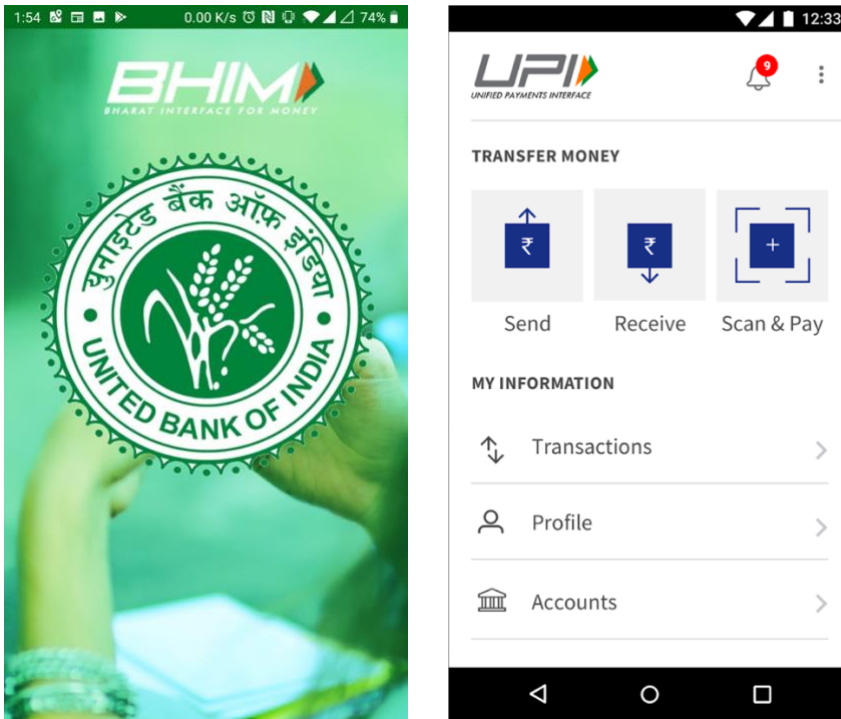 1:54
0.00 K/s
74%
BHIM
BHARAT INTERFACE FOR MONEY
युनाइटेड बैंक ऑफ़ इंडिया
UNITED BANK OF INDIA
12:33
UPI
UNIFIED PAYMENTS INTERFACE
9
TRANSFER MONEY
₹
₹
+
Send
Receive
Scan & Pay
MY INFORMATION
Transactions
Profile
Accounts